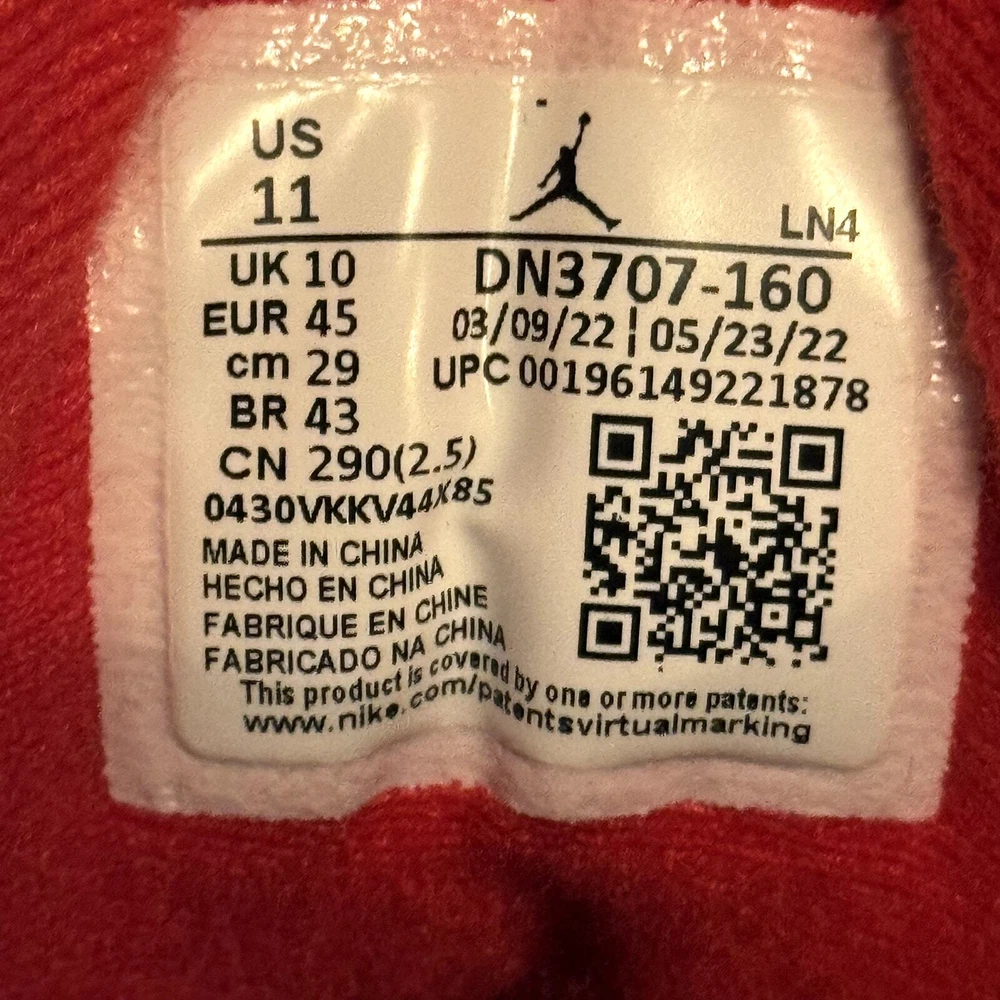 US
11
LN4
UK 10
EUR 45
cm 29
BR 43
CN 290(2.5)
DN3707-160
03/09/22 | 05/23/22
UPC 00196149221878
0430VKKV44X85
MADE IN CHINA
HECHO EN CHINA
FABRIQUE EN CHINE
FABRICADO NA CHINA
This product is covered by one or more patents:
www.nike.com/patentsvirtualmarking